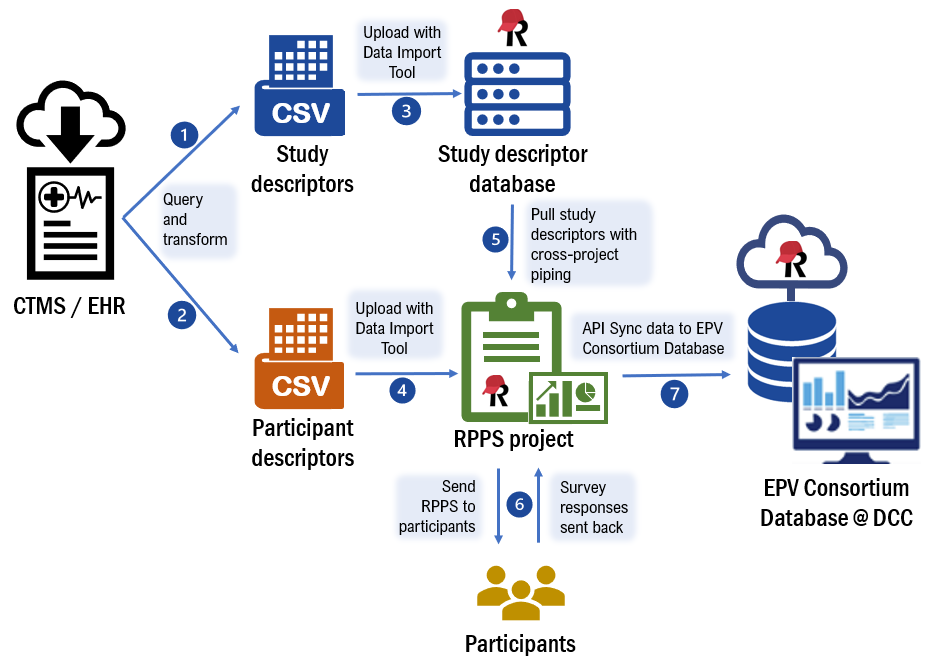 Upload with
Data Import
Tool
R
CSV
1
3
Study
descriptors
Study descriptor
database
Query
and
transform
5
Pull study
descriptors with
cross-project
piping
R
CTMS / EHR
2
Upload with
Data Import
Tool
API Sync data to EPV
Consortium Database
CSV
4
R
7
Participant
descriptors
RPPS project
Send
RPPS to
participants
6
Survey
responses
sent back
EPV Consortium
Database @ DCC
Participants